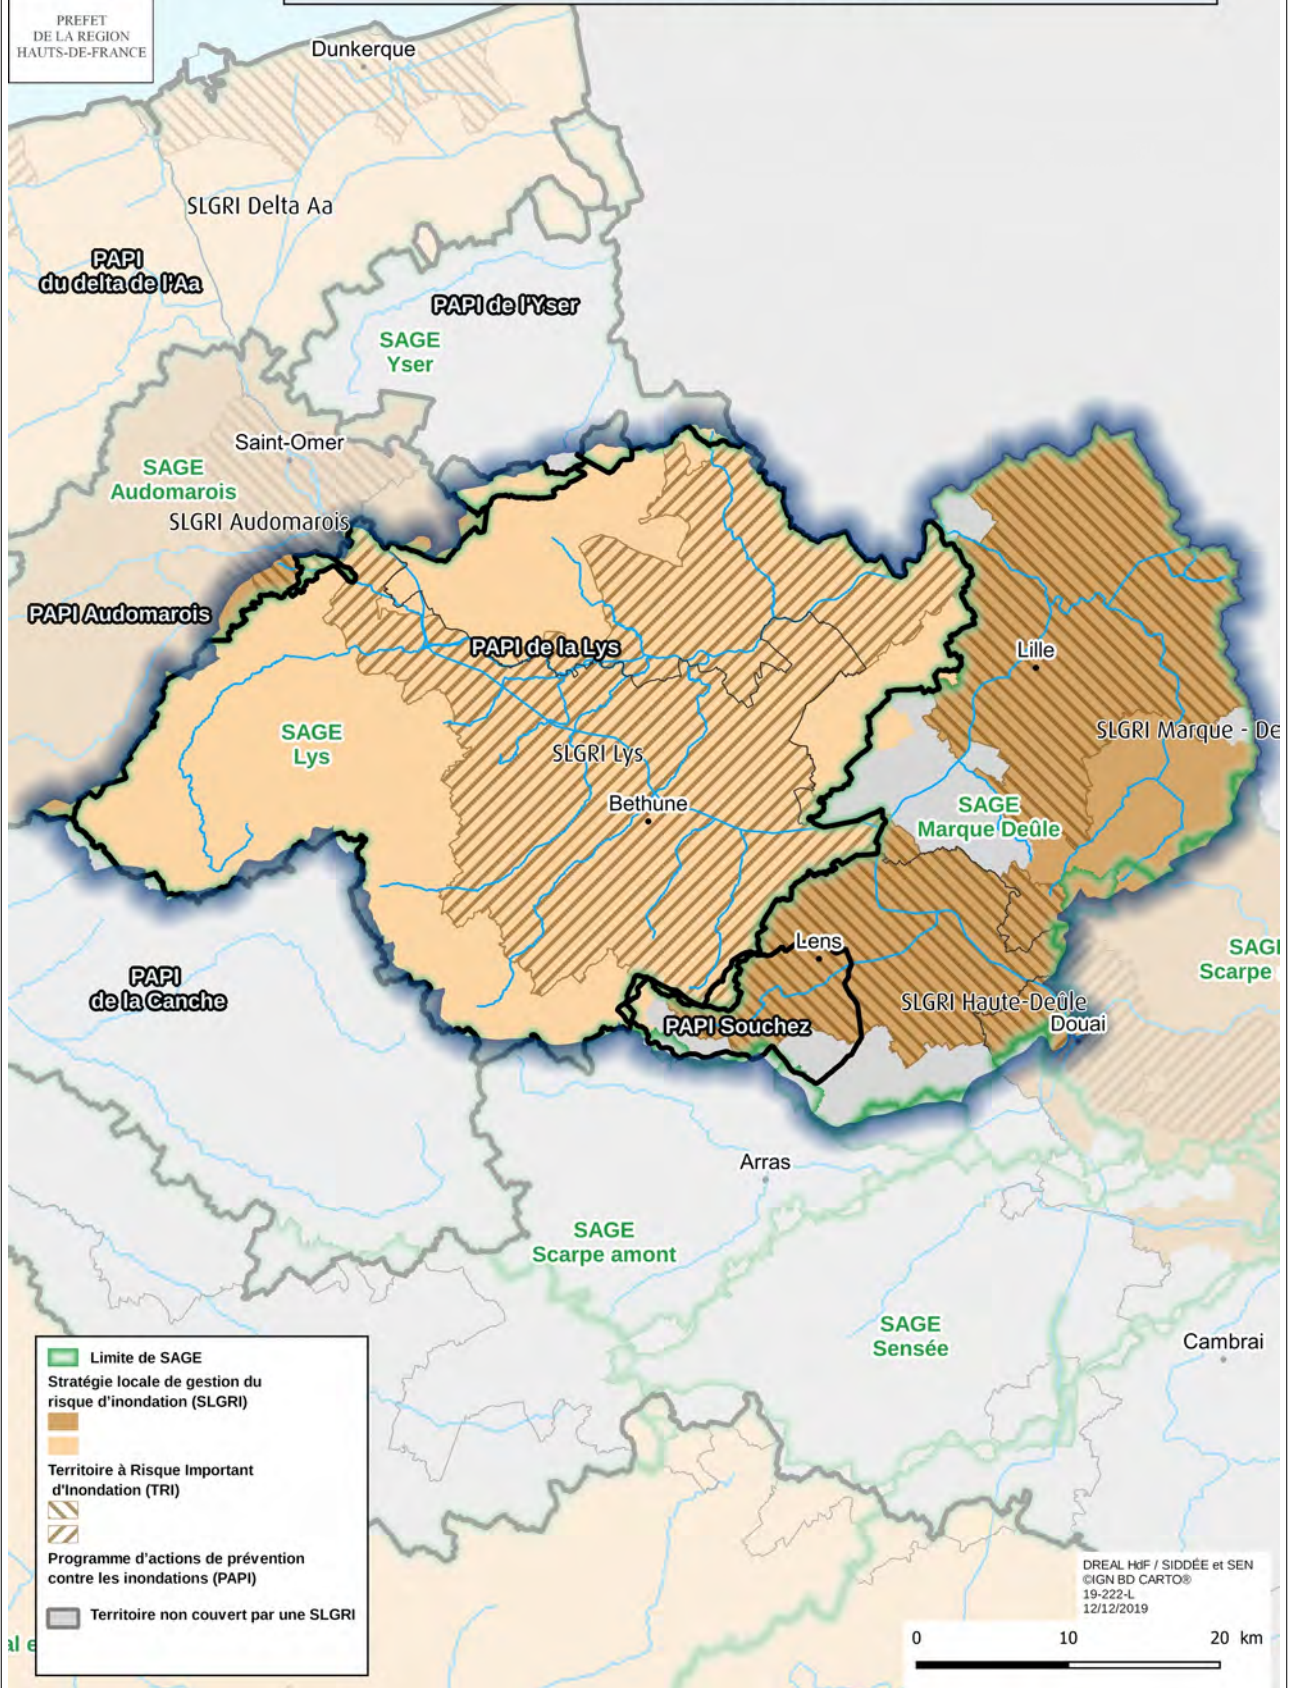 PREFET
DE LA REGION
HAUTS-DE-FRANCE
Dunkerque
SLGRI Delta Aa
PAPI
du delta de l'Aa
PAPI de l'Yser
SAGE
Yser
Saint-Omer
SAGE
Audomarois
SLGRI Audomarois
PAPI Audomarois
PAPI de la Lys
Lille
SAGE
Lys
SLGRI Marque - De
SLGRI Lys
Bethune
SAGE
Marque Deûle
Lens
SAGE
Scarpe
PAPI
de la Canche
SLGRI Haute-Deûle
PAPI Souchez
Douai
Arras
SAGE
Scarpe amont
SAGE
Sensée
Cambrai
Limite de SAGE
Stratégie locale de gestion du
risque d'inondation (SLGRI)
Territoire à Risque Important
d'Inondation (TRI)
Programme d'actions de prévention
contre les inondations (PAPI)
Territoire non couvert par une SLGRI
al e
DREAL HdF / SIDDÉE et SEN
©IGN BD CARTO®
19-222-L
12/12/2019
0 10 20 km